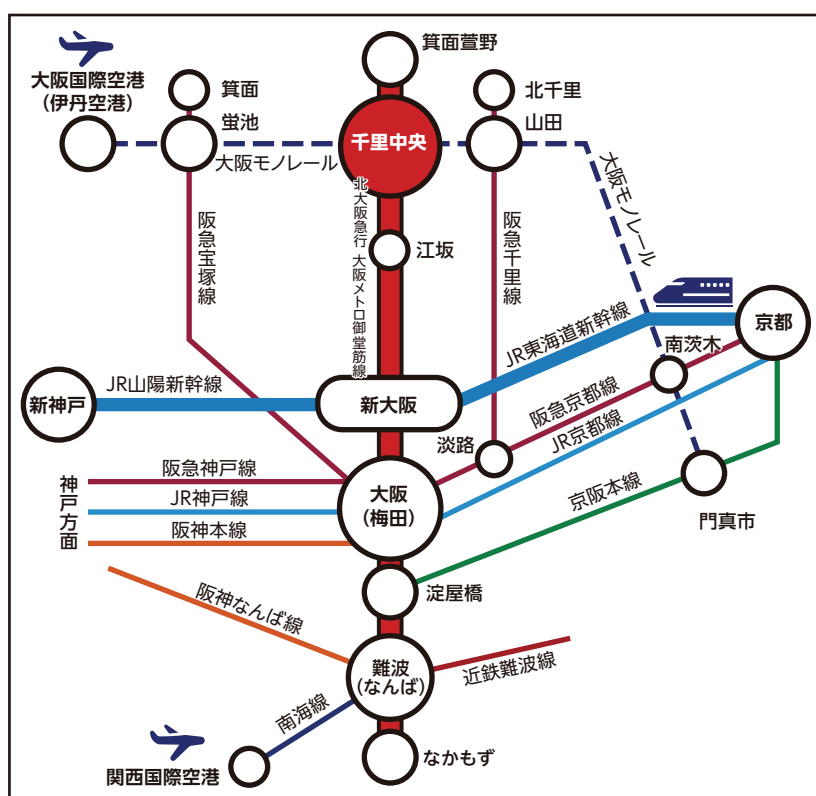 箕面萱野
大阪国際空港
(伊丹空港)
箕面
北千里
蛍池
千里中央
山田
大阪モノレール
大阪モノレール
北大阪急行 大阪メトロ御堂筋線
阪急宝塚線
江坂
阪急千里線
JR東海道新幹線
京都
南茨木
JR山陽新幹線
新神戸
新大阪
阪急京都線
淡路
JR京都線
神戸方面
阪急神戸線
JR神戸線
阪神本線
大阪
(梅田)
京阪本線
門真市
淀屋橋
阪神なんば線
難波
(なんば)
近鉄難波線
南海線
関西国際空港
なかもず